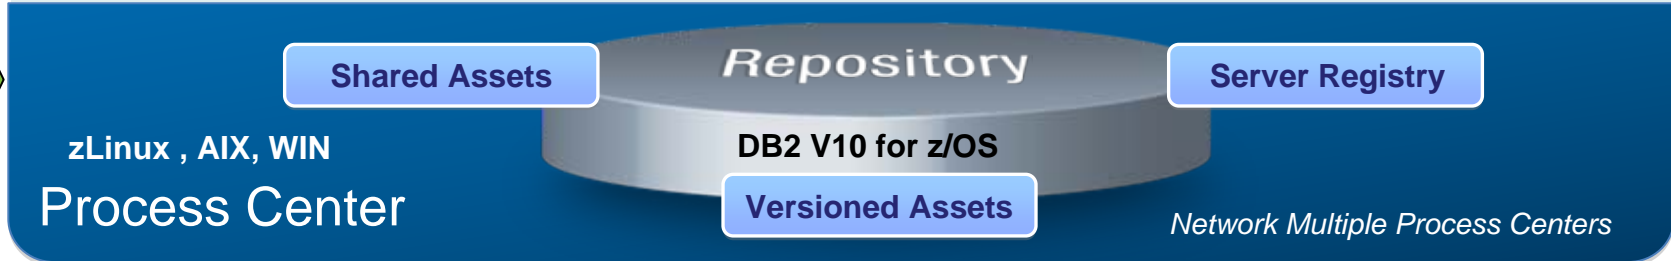 Repository
Shared Assets
Server Registry
zLinux , AIX, WIN
DB2 V10 for z/OS
Process Center
Versioned Assets
Network Multiple Process Centers